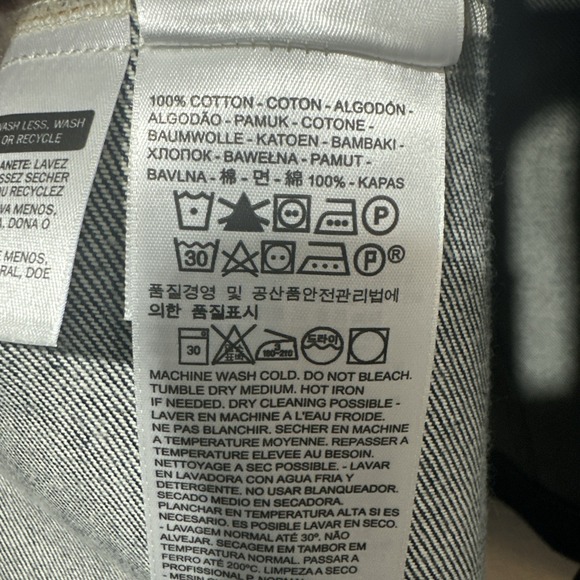 ASH LESS, WASH
OR RECYCLE
ANETE: LAVEZ
SSEZ SECHER
U RECYCLEZ
VA MENOS,
, DONA O
E MENOS,
RAL, DOE
100% COTTON - COTON - ALGODÓN -
ALGODÃO - PAMUK - COTONE -
BAUMWOLLE - KATOEN - BAMBAKI -
ХЛОПОК - BAWEŁNA - PAMUT -
BAVLNA - 棉 - 면 - 綿 100% - KAPAS
P
30 P®
품질경영 및 공산품안전관리법에
의한 품질표시
30 표백 180-210 드라이
MACHINE WASH COLD. DO NOT BLEACH.
TUMBLE DRY MEDIUM. HOT IRON
IF NEEDED. DRY CLEANING POSSIBLE -
LAVER EN MACHINE A L'EAU FROIDE.
NE PAS BLANCHIR. SECHER EN MACHINE
A TEMPERATURE MOYENNE. REPASSER A
TEMPERATURE ELEVEE AU BESOIN.
NETTOYAGE A SEC POSSIBLE. - LAVAR
EN LAVADORA CON AGUA FRIA Y
DETERGENTE. NO USAR BLANQUEADOR.
SECADO MEDIO EN SECADORA.
PLANCHAR EN TEMPERATURA ALTA SI ES
NECESARIO. ES POSIBLE LAVAR EN SECO.
- LAVAGEM NORMAL ATÉ 30º. NÃO
ALVEJAR. SECAGEM EM TAMBOR EM
TEMPERATURA NORMAL. PASSAR A
FERRO ATÉ 200ºC. LIMPEZA A SECO
PROFISSIONAL P. NORMAL